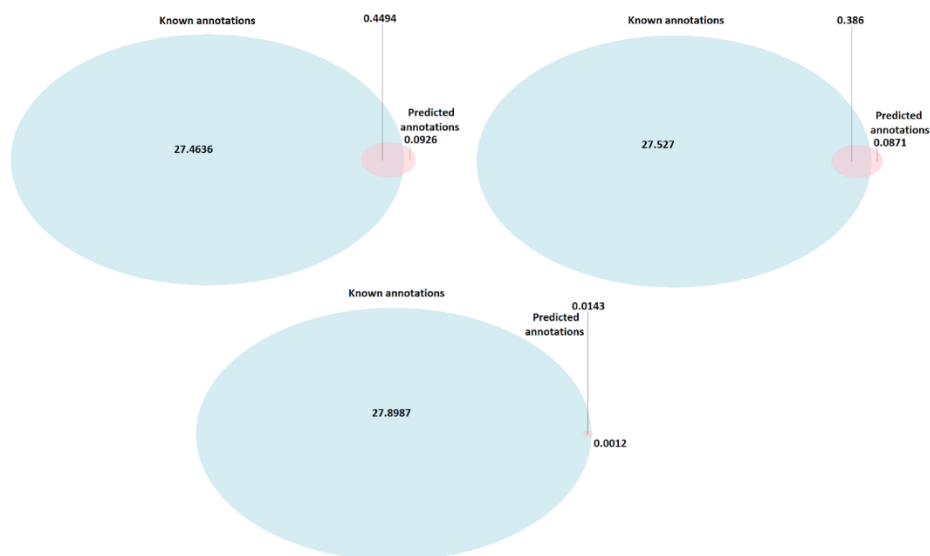 Known annotations
0.4494
Predicted
annotations
0.0926
27.4636
Known annotations
0.386
Predicted
annotations
0.0871
27.527
Known annotations
0.0143
Predicted
annotations
27.8987
0.0012